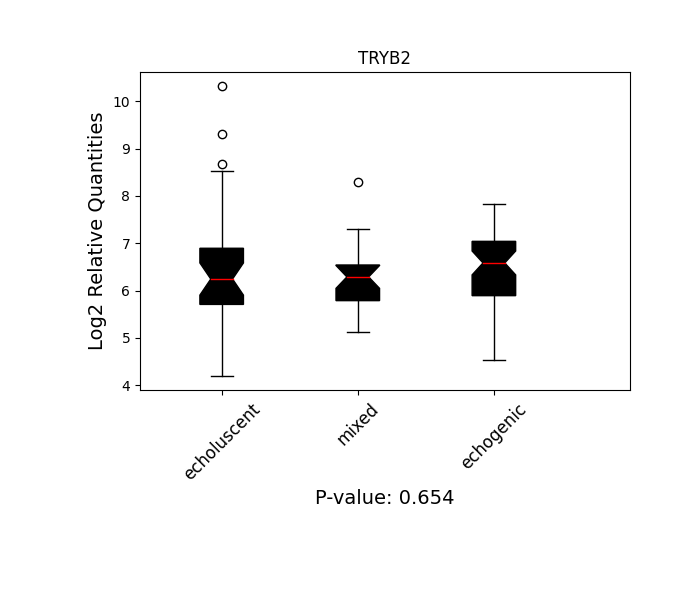 TRYB2
Log2 Relative Quantities
10
9
8
7
6
5
4
echoluscent
mixed
echogenic
P-value: 0.654